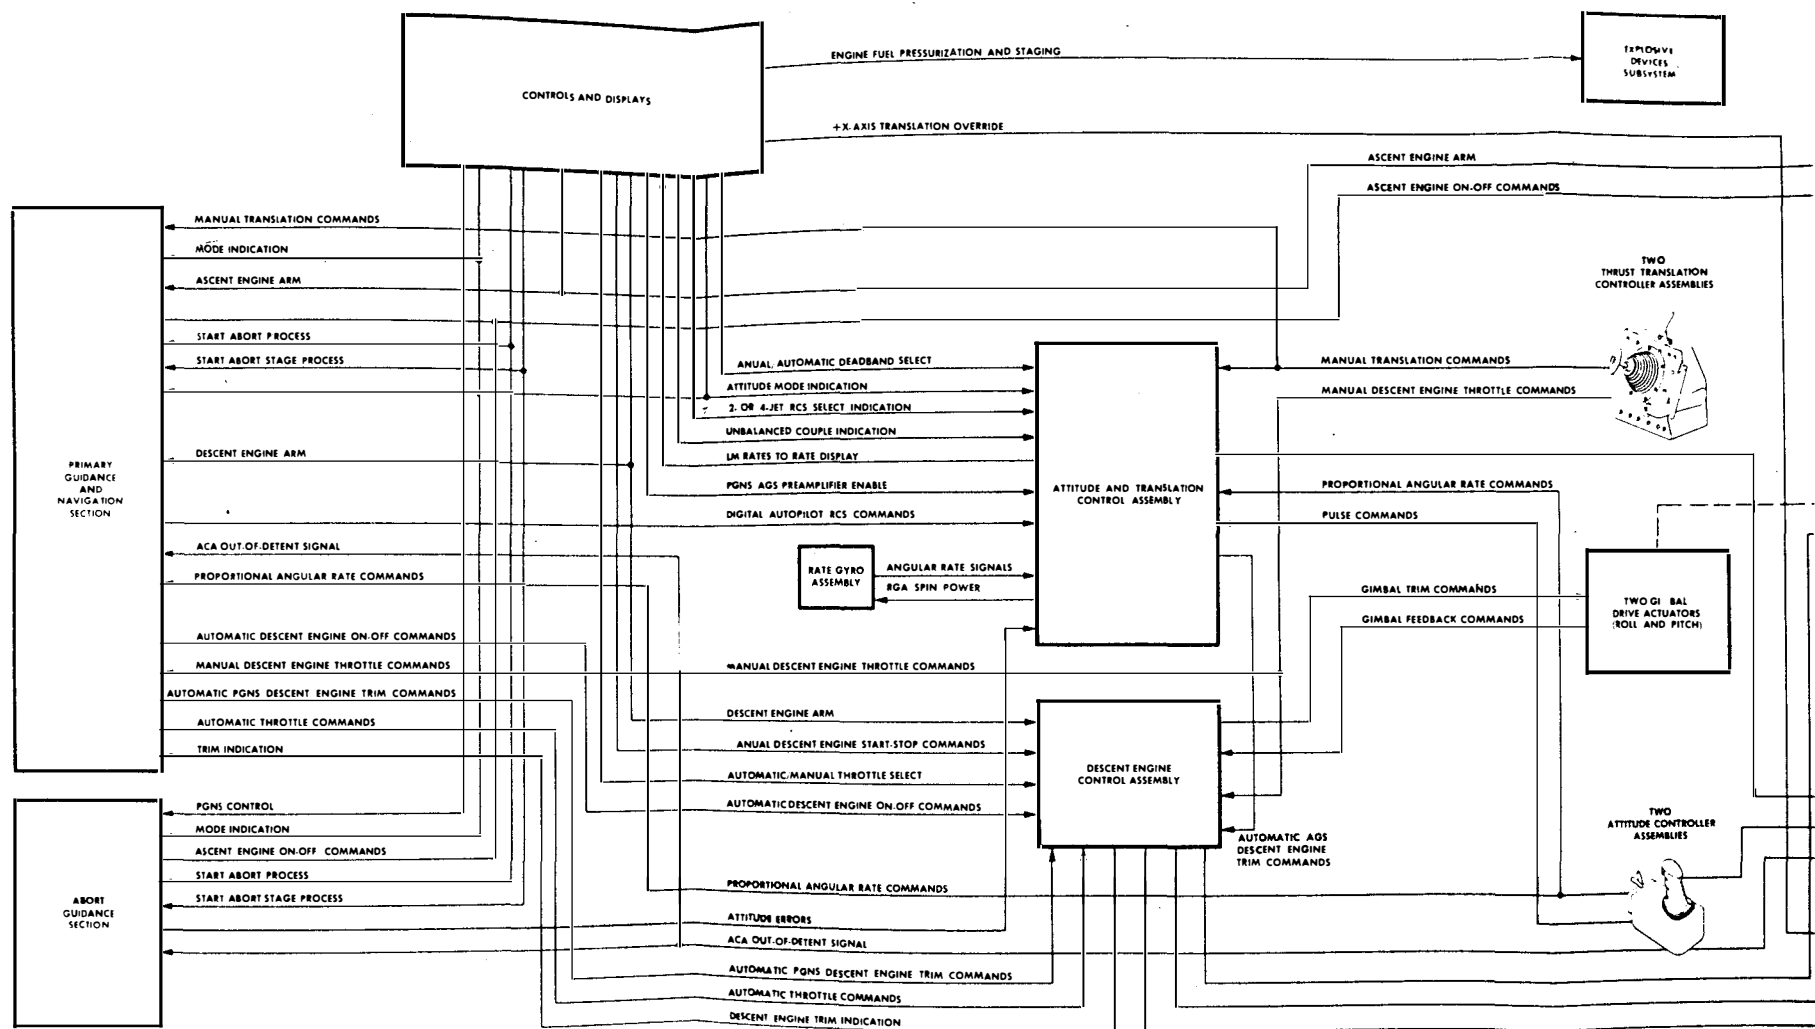 ENGINE FUEL PRESSURIZATION AND STAGING
EXPLOSIVE
DEVICES
SUBSYSTEM
CONTROLS AND DISPLAYS
+X-AXIS TRANSLATION OVERRIDE
ASCENT ENGINE ARM
ASCENT ENGINE ON-OFF COMMANDS
MANUAL TRANSLATION COMMANDS
MODE INDICATION
ASCENT ENGINE ARM
START ABORT PROCESS
START ABORT STAGE PROCESS
DESCENT ENGINE ARM
PRIMARY
GUIDANCE
AND
NAVIGATION
SECTION
ACA OUT-OF-DETENT SIGNAL
PROPORTIONAL ANGULAR RATE COMMANDS
AUTOMATIC DESCENT ENGINE ON-OFF COMMANDS
MANUAL DESCENT ENGINE THROTTLE COMMANDS
AUTOMATIC PGNS DESCENT ENGINE TRIM COMMANDS
AUTOMATIC THROTTLE COMMANDS
TRIM INDICATION
PGNS CONTROL
MODE INDICATION
ASCENT ENGINE ON-OFF COMMANDS
START ABORT PROCESS
START ABORT STAGE PROCESS
ABORT
GUIDANCE
SECTION
ANUAL, AUTOMATIC DEADBAND SELECT
ATTITUDE MODE INDICATION
2- OR 4-JET RCS SELECT INDICATION
UNBALANCED COUPLE INDICATION
LM RATES TO RATE DISPLAY
PGNS AGS PREAMPLIFIER ENABLE
DIGITAL AUTOPILOT RCS COMMANDS
RATE GYRO
ASSEMBLY
ANGULAR RATE SIGNALS
RGA SPIN POWER
ATTITUDE AND TRANSLATION
CONTROL ASSEMBLY
MANUAL DESCENT ENGINE THROTTLE COMMANDS
DESCENT ENGINE ARM
ANUAL DESCENT ENGINE START-STOP COMMANDS
AUTOMATIC/MANUAL THROTTLE SELECT
AUTOMATIC DESCENT ENGINE ON-OFF COMMANDS
DESCENT ENGINE
CONTROL ASSEMBLY
PROPORTIONAL ANGULAR RATE COMMANDS
ATTITUDE ERRORS
ACA OUT-OF-DETENT SIGNAL
AUTOMATIC PGNS DESCENT ENGINE TRIM COMMANDS
AUTOMATIC THROTTLE COMMANDS
DESCENT ENGINE TRIM INDICATION
AUTOMATIC AGS
DESCENT ENGINE
TRIM COMMANDS
TWO
THRUST TRANSLATION
CONTROLLER ASSEMBLIES
MANUAL TRANSLATION COMMANDS
MANUAL DESCENT ENGINE THROTTLE COMMANDS
PROPORTIONAL ANGULAR RATE COMMANDS
PULSE COMMANDS
GIMBAL TRIM COMMANDS
GIMBAL FEEDBACK COMMANDS
TWO GI BAL
DRIVE ACTUATORS
(ROLL AND PITCH)
TWO
ATTITUDE CONTROLLER
ASSEMBLIES